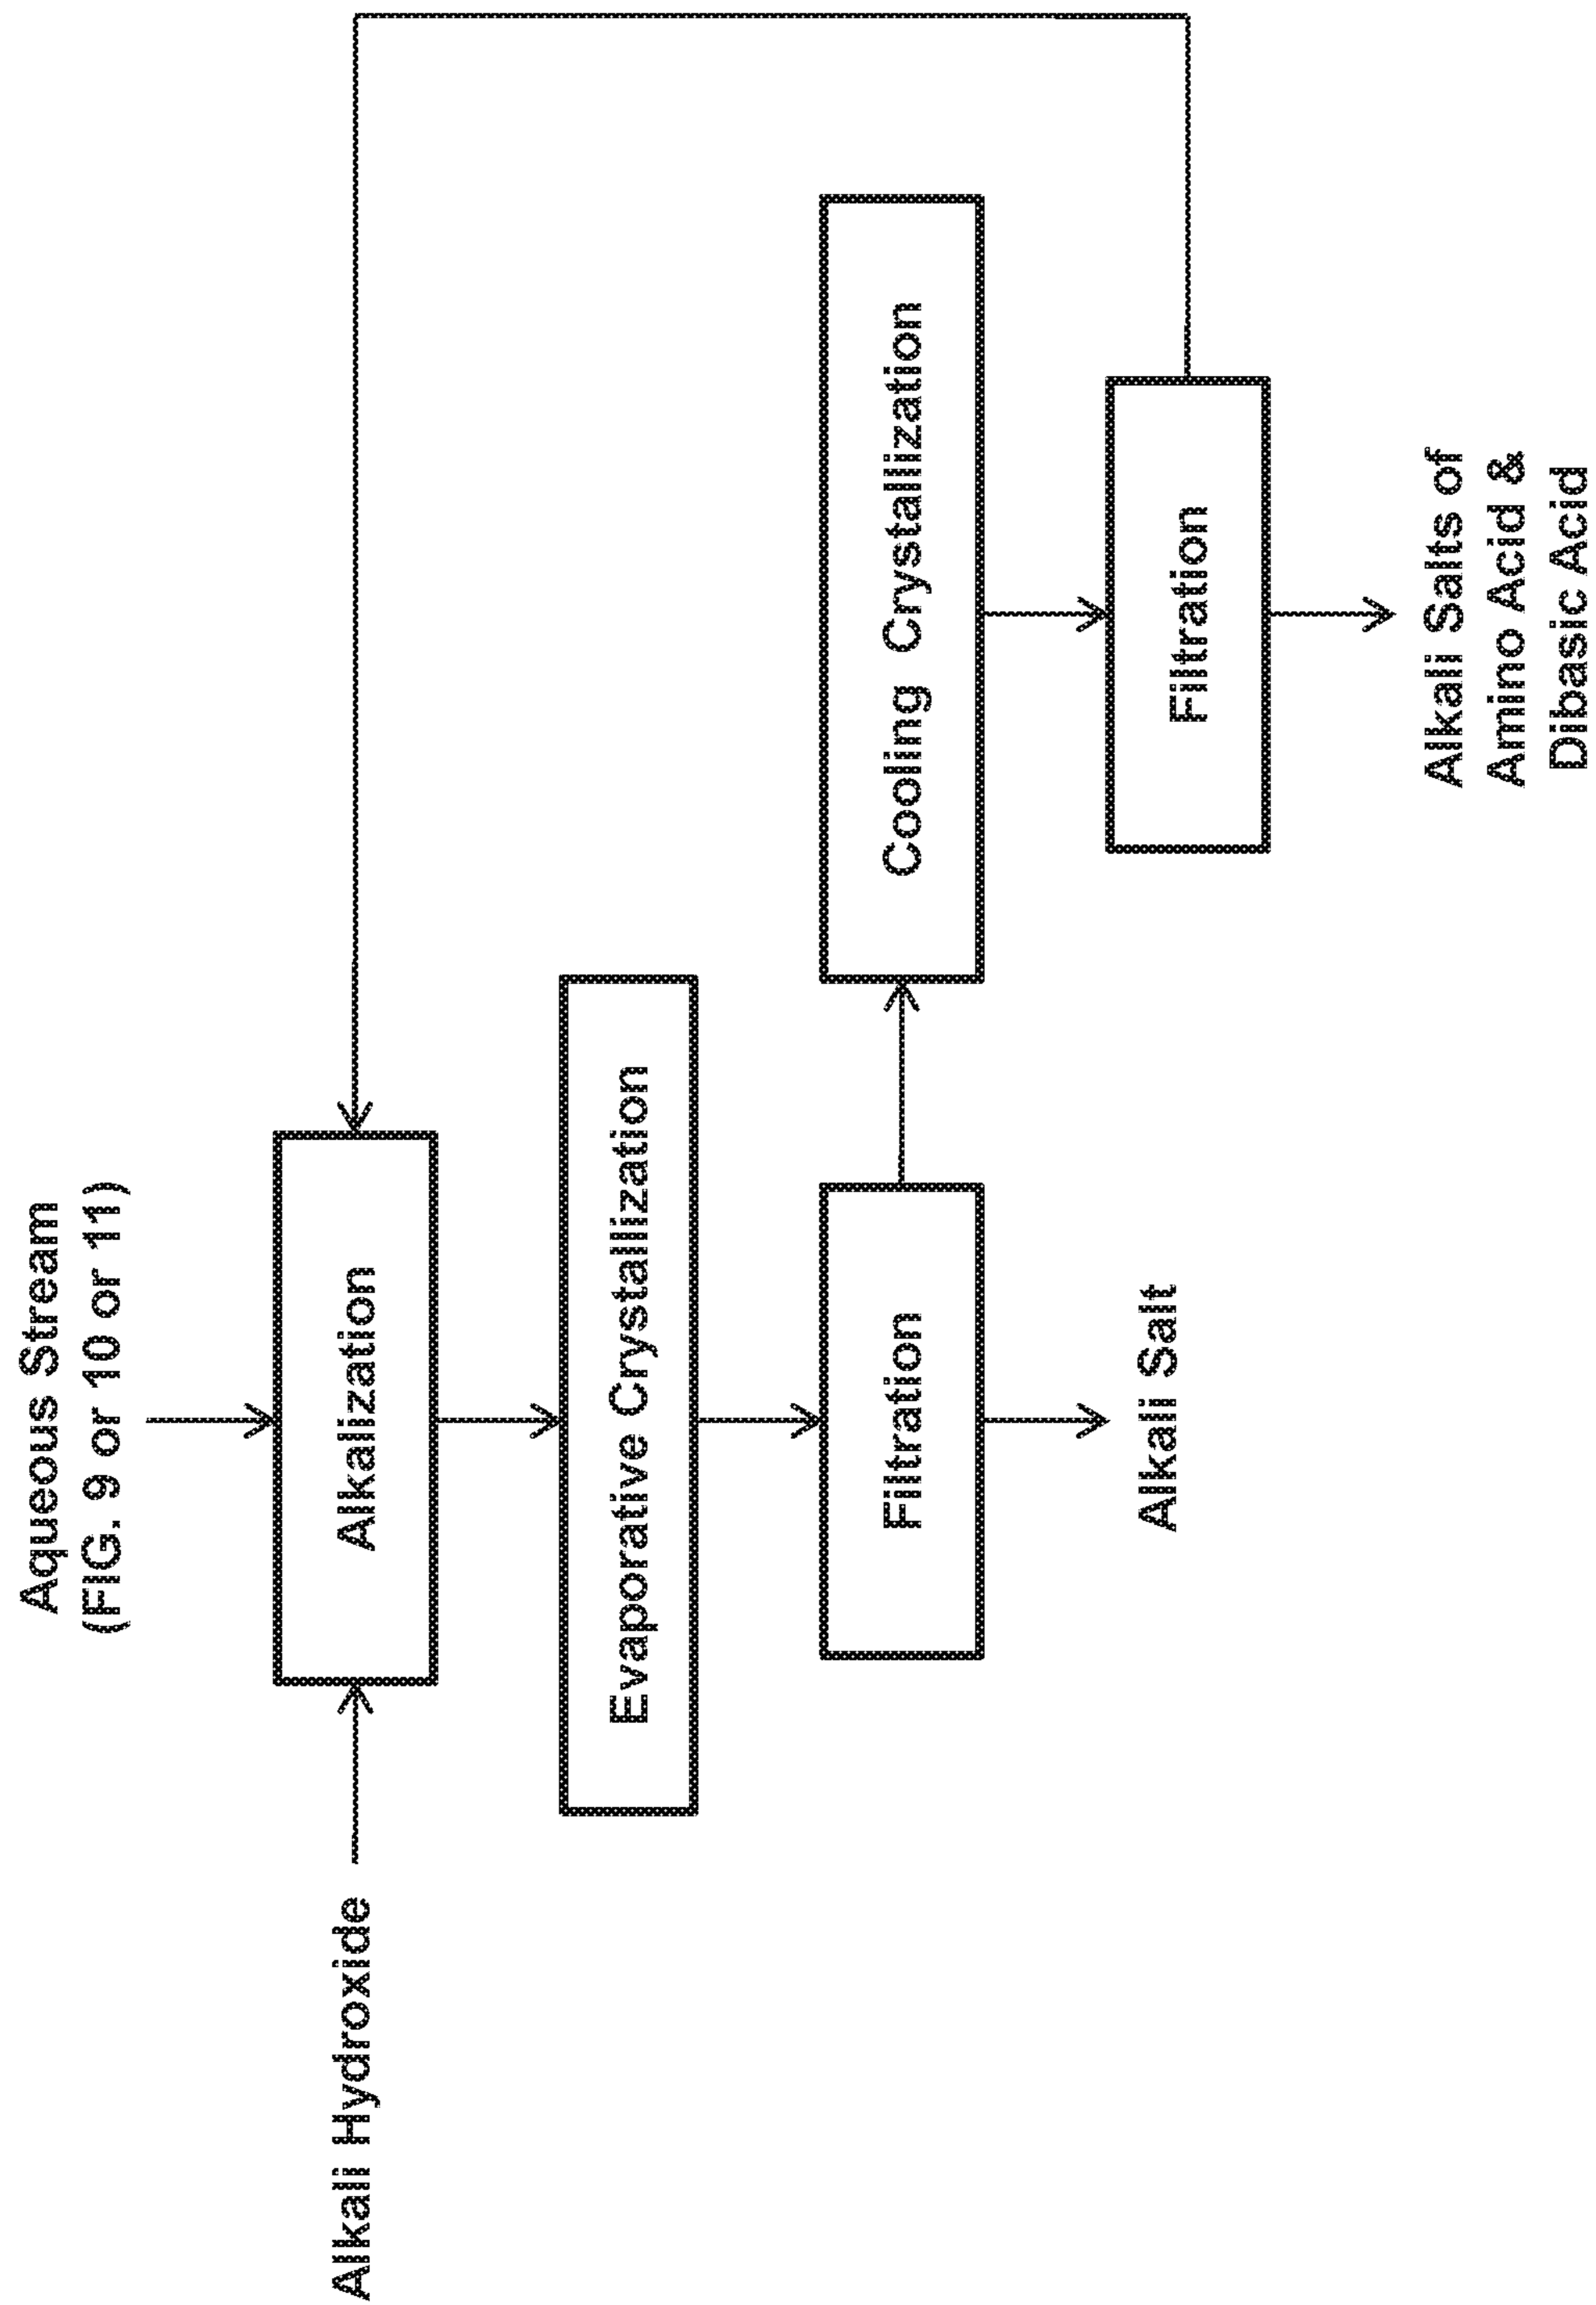 Aqueous Stream
(FIG. 9 or 10 or 11)
Alkali Hydroxide
Alkalization
Evaporative Crystallization
Filtration
Cooling Crystallization
Alkali Salt
Filtration
Alkali Salts of
Amino Acid &
Dibasic Acid